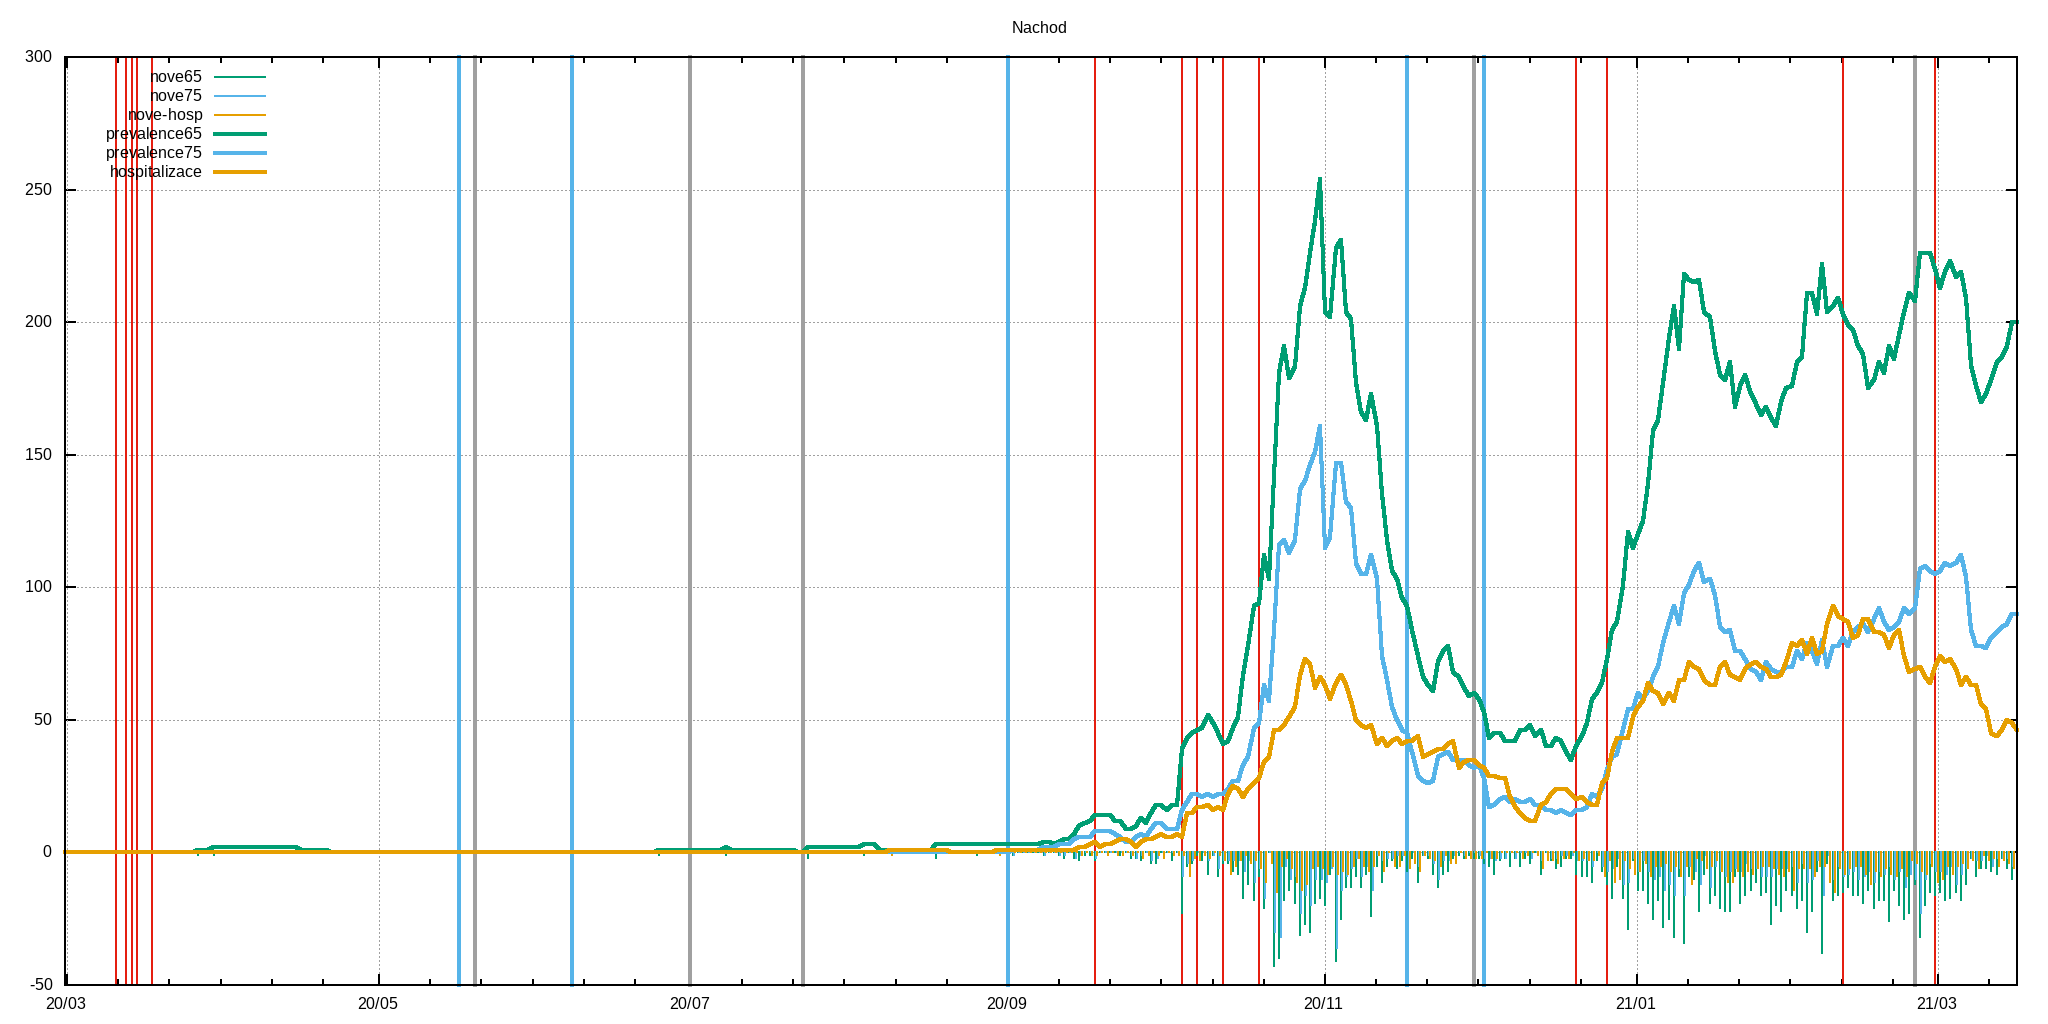 Nachod
300
250
200
150
100
50
0
-50
nove65
nove75
nove-hosp
prevalence65
prevalence75
hospitalizace
20/03 20/05 20/07 20/09 20/11 21/01 21/03